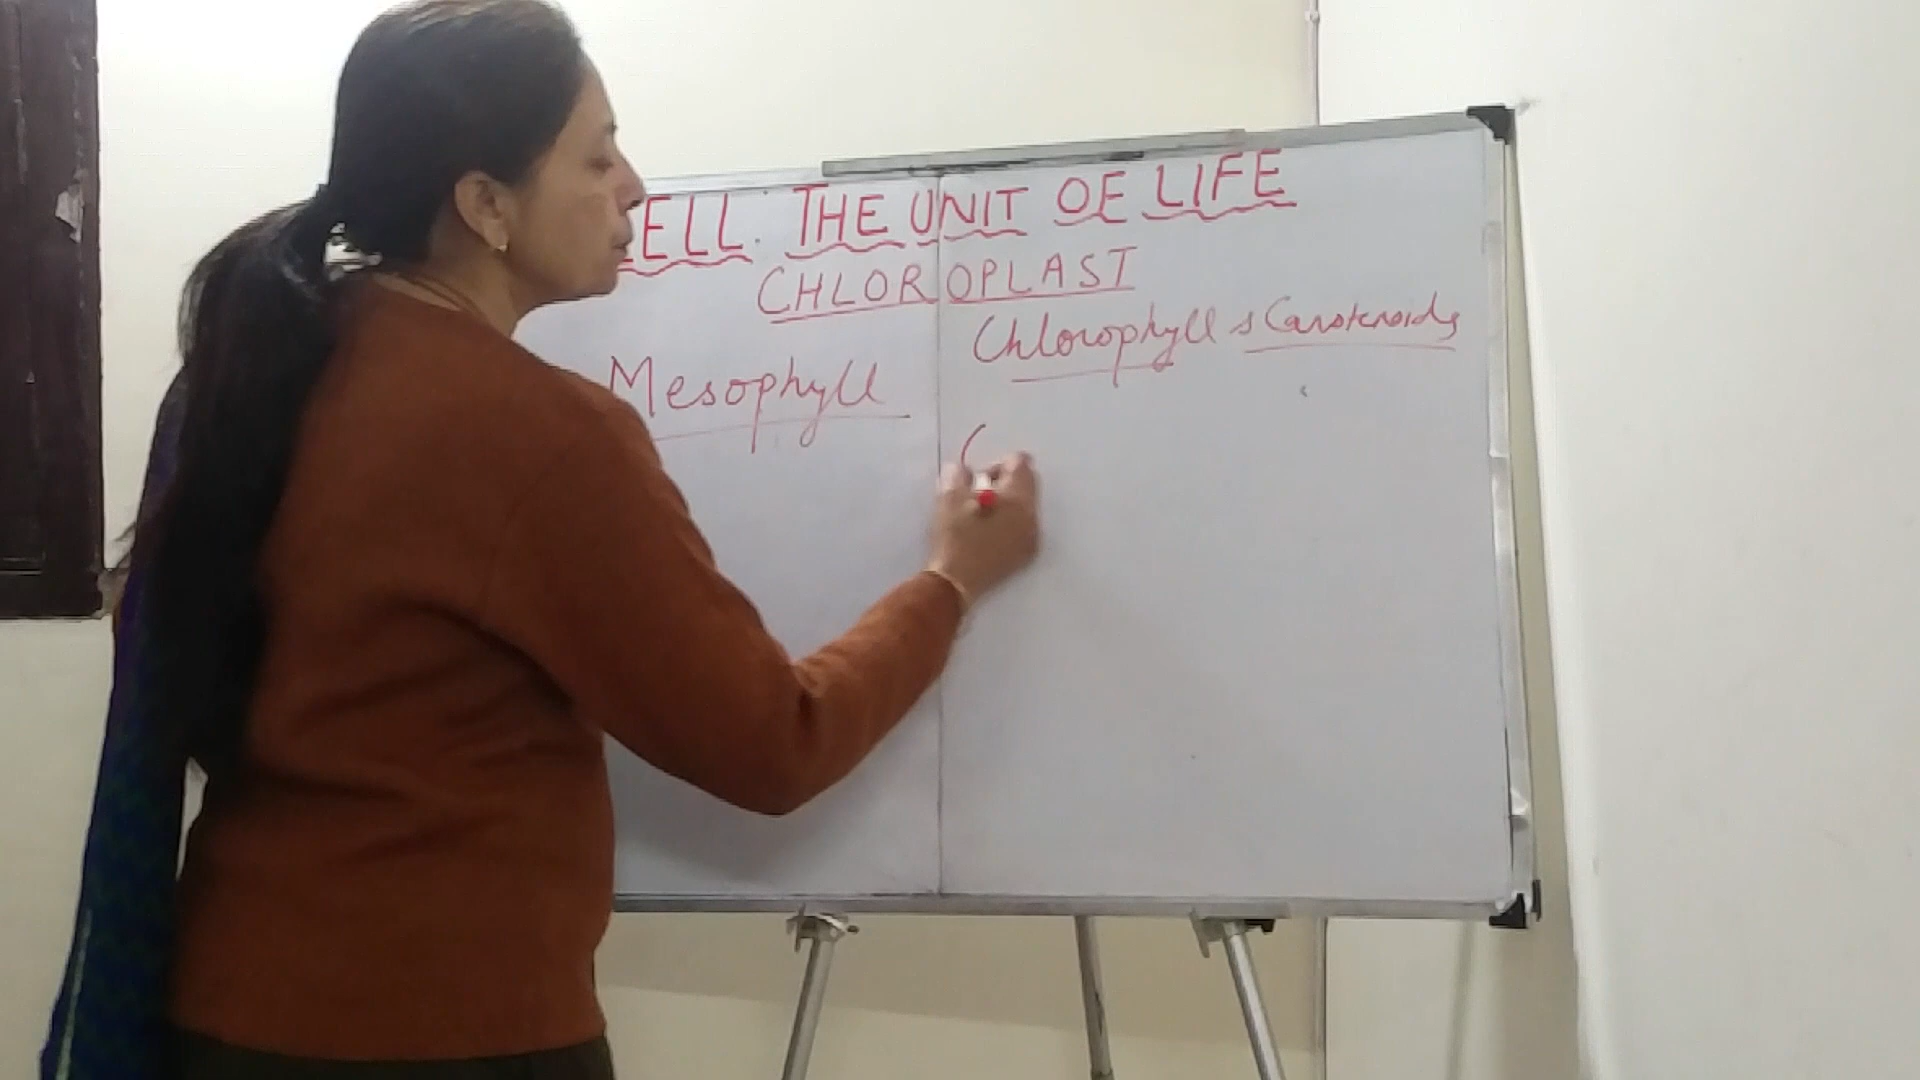 ELL: THE UNIT OF LIFE
CHLOROPLAST
Chlorophyll & Carotenoids
Mesophyll
C